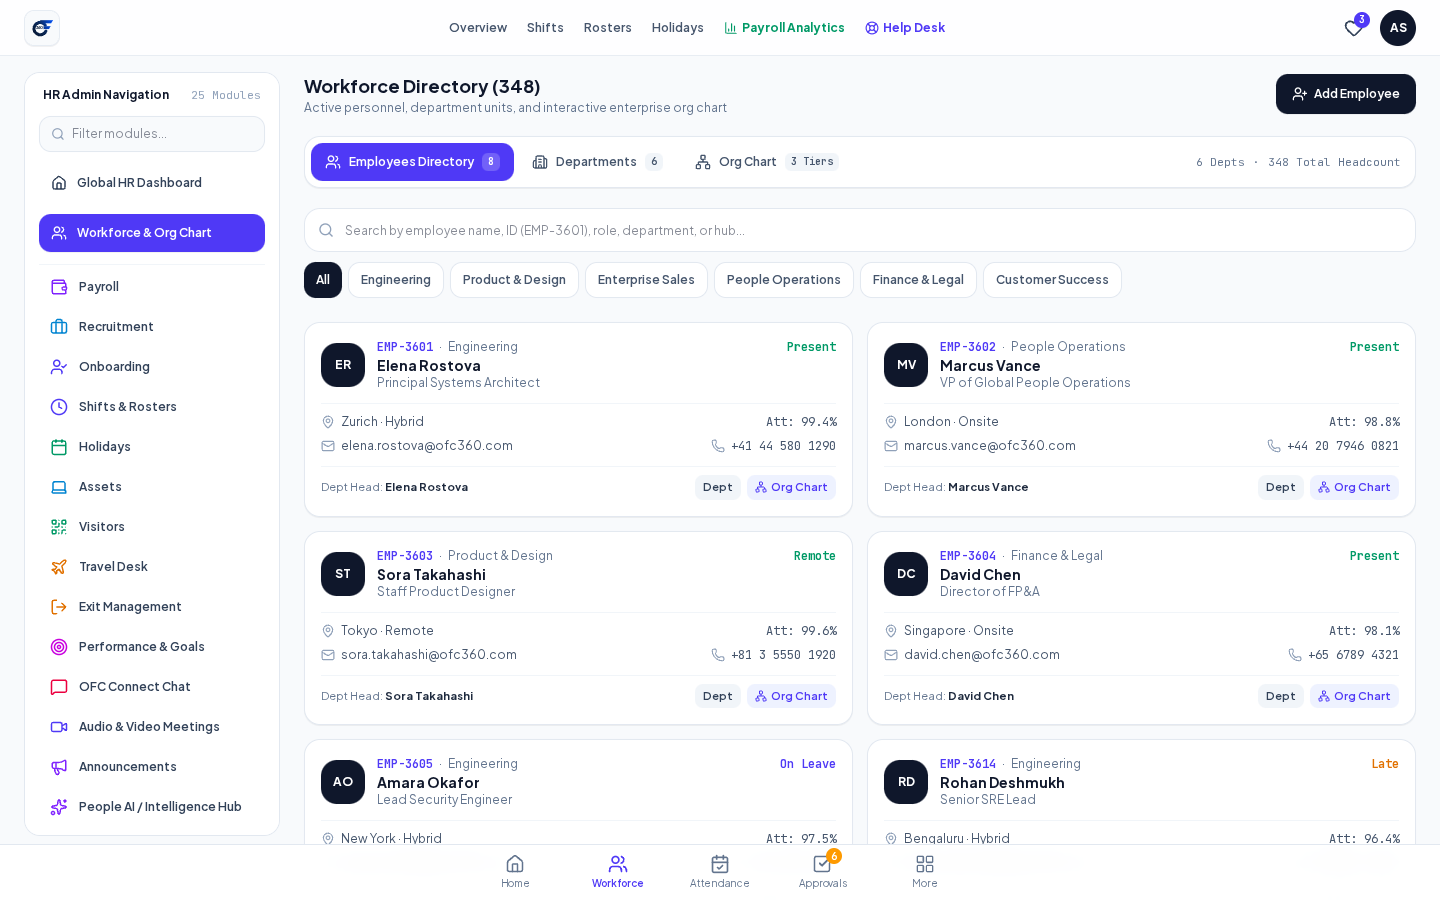 Overview Shifts Rosters Holidays Payroll Analytics Help Desk 3 AS
HR Admin Navigation 25 Modules
Filter modules...
Global HR Dashboard
Workforce & Org Chart
Payroll
Recruitment
Onboarding
Shifts & Rosters
Holidays
Assets
Visitors
Travel Desk
Exit Management
Performance & Goals
OFC Connect Chat
Audio & Video Meetings
Announcements
People AI / Intelligence Hub
Workforce Directory (348)
Active personnel, department units, and interactive enterprise org chart
Add Employee
Employees Directory 8 Departments 6 Org Chart 3 Tiers 6 Depts · 348 Total Headcount
Search by employee name, ID (EMP-3601), role, department, or hub...
All Engineering Product & Design Enterprise Sales People Operations Finance & Legal Customer Success
ER EMP-3601 · Engineering Present
Elena Rostova
Principal Systems Architect
Zurich · Hybrid Att: 99.4%
elena.rostova@ofc360.com +41 44 580 1290
Dept Head: Elena Rostova Dept Org Chart
MV EMP-3602 · People Operations Present
Marcus Vance
VP of Global People Operations
London · Onsite Att: 98.8%
marcus.vance@ofc360.com +44 20 7946 0821
Dept Head: Marcus Vance Dept Org Chart
ST EMP-3603 · Product & Design Remote
Sora Takahashi
Staff Product Designer
Tokyo · Remote Att: 99.6%
sora.takahashi@ofc360.com +81 3 5550 1920
Dept Head: Sora Takahashi Dept Org Chart
DC EMP-3604 · Finance & Legal Present
David Chen
Director of FP&A
Singapore · Onsite Att: 98.1%
david.chen@ofc360.com +65 6789 4321
Dept Head: David Chen Dept Org Chart
AO EMP-3605 · Engineering On Leave
Amara Okafor
Lead Security Engineer
New York · Hybrid Att: 97.5%
RD EMP-3614 · Engineering Late
Rohan Deshmukh
Senior SRE Lead
Bengaluru · Hybrid Att: 96.4%
Home Workforce Attendance Approvals 6 More